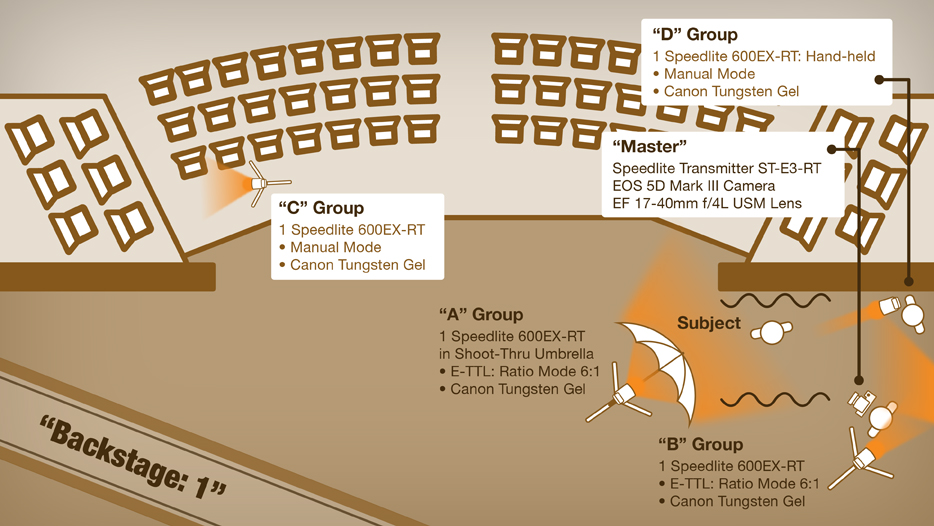 “D” Group
1 Speedlite 600EX-RT: Hand-held
• Manual Mode
• Canon Tungsten Gel
“Master”
Speedlite Transmitter ST-E3-RT
EOS 5D Mark III Camera
EF 17-40mm f/4L USM Lens
“C” Group
1 Speedlite 600EX-RT
• Manual Mode
• Canon Tungsten Gel
“A” Group
1 Speedlite 600EX-RT
in Shoot-Thru Umbrella
• E-TTL: Ratio Mode 6:1
• Canon Tungsten Gel
Subject
“B” Group
1 Speedlite 600EX-RT
• E-TTL: Ratio Mode 6:1
• Canon Tungsten Gel
“Backstage: 1”